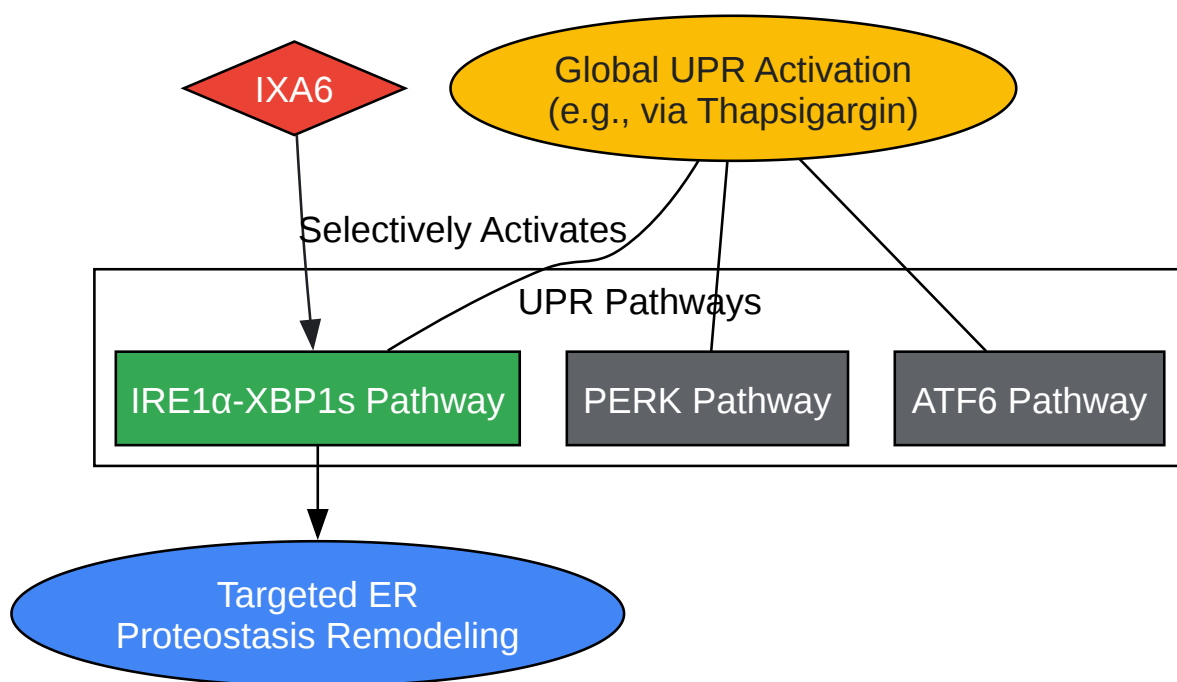 IXA6
Global UPR Activation
(e.g., via Thapsigargin)
Selectively Activates
UPR Pathways
IRE1α-XBP1s Pathway
PERK Pathway
ATF6 Pathway
Targeted ER
Proteostasis Remodeling